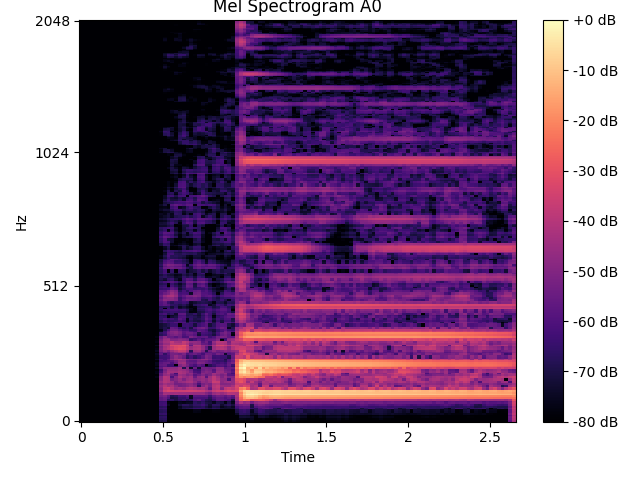 Mel Spectrogram A0
2048
1024
512
0
Hz
0
0.5
1
1.5
2
2.5
Time
+0 dB
-10 dB
-20 dB
-30 dB
-40 dB
-50 dB
-60 dB
-70 dB
-80 dB